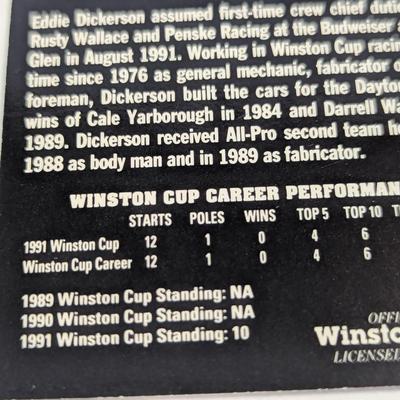 Eddie Dickerson assumed first-time crew chief duti
Rusty Wallace and Penske Racing at the Budweiser a
Glen in August 1991. Working in Winston Cup racin
time since 1976 as general mechanic, fabricator o
foreman, Dickerson built the cars for the Dayto
wins of Cale Yarborough in 1984 and Darrell Wa
1989. Dickerson received All-Pro second team ho
1988 as body man and in 1989 as fabricator.
WINSTON CUP CAREER PERFORMAN
STARTS POLES WINS TOP 5 TOP 10 T
1991 Winston Cup 12 1 0 4 6
Winston Cup Career 12 1 0 4 6
1989 Winston Cup Standing: NA
1990 Winston Cup Standing: NA
1991 Winston Cup Standing: 10
OFFI
Winsto
LICENSE